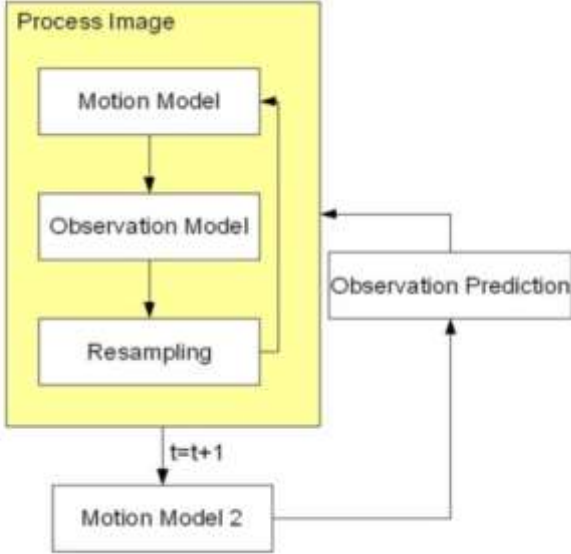 Process Image
Motion Model
Observation Model
Observation Prediction
Resampling
t=t+1
Motion Model 2